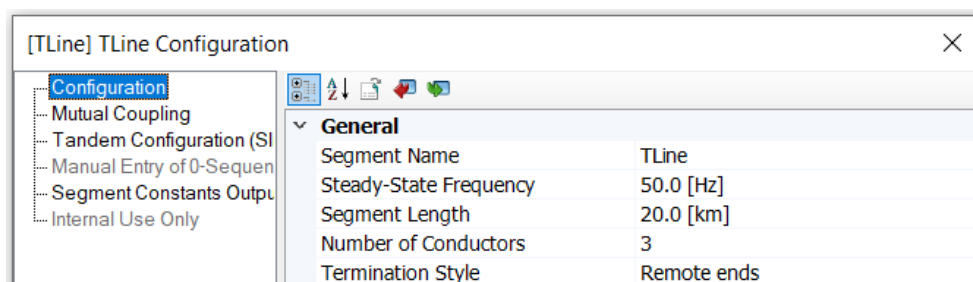 [TLine] TLine Configuration
Configuration
Mutual Coupling
Tandem Configuration (SI
Manual Entry of 0-Sequen
Segment Constants Outpu
Internal Use Only
General
Segment Name TLine
Steady-State Frequency 50.0 [Hz]
Segment Length 20.0 [km]
Number of Conductors 3
Termination Style Remote ends